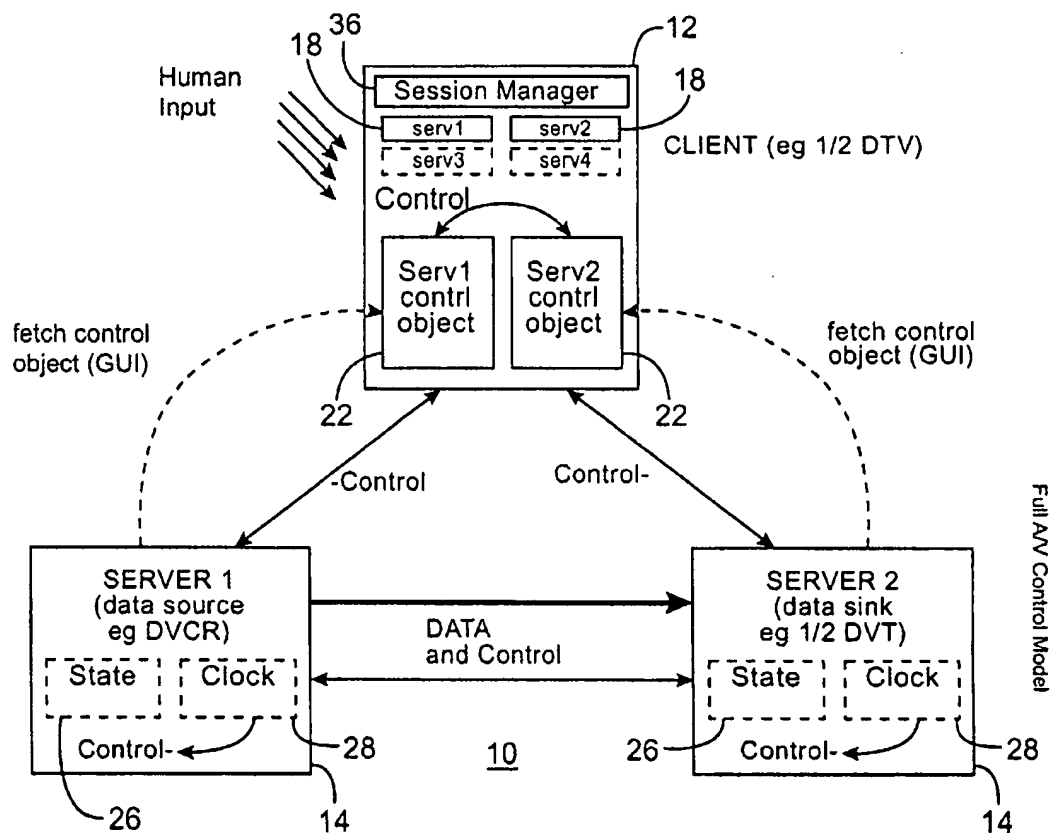 36
12
18
Human
Input
Session Manager
18
serv1
serv2
CLIENT (eg 1/2 DTV)
serv3
serv4
Control
Serv1
contrl
object
Serv2
contrl
object
fetch control
object (GUI)
fetch control
object (GUI)
22
22
-Control
Control-
Full A/V Control Model
SERVER 1
(data source
eg DVCR)
SERVER 2
(data sink
eg 1/2 DVT)
DATA
and Control
State
Clock
State
Clock
Control-
28
10
26
Control-
28
26
14
14